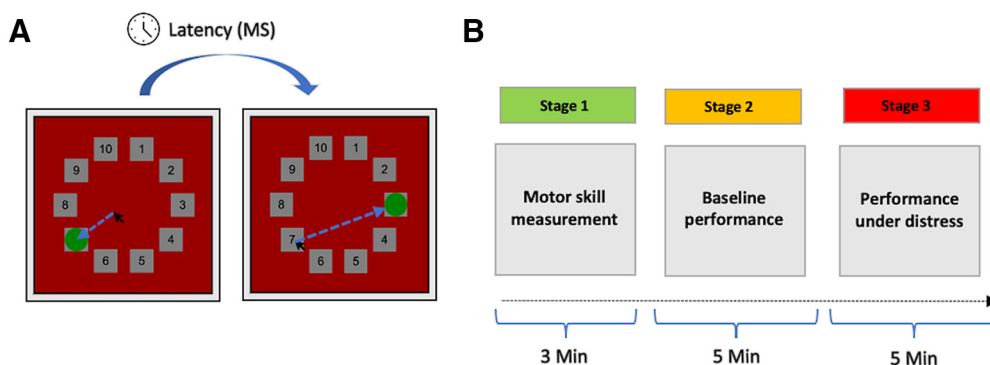 A
Latency (MS)
10 1
9 2
8 3
4
6 5
10 1
9 2
8
7 4
6 5
B
Stage 1 Stage 2 Stage 3
Motor skill
measurement
Baseline
performance
Performance
under distress
3 Min 5 Min 5 Min